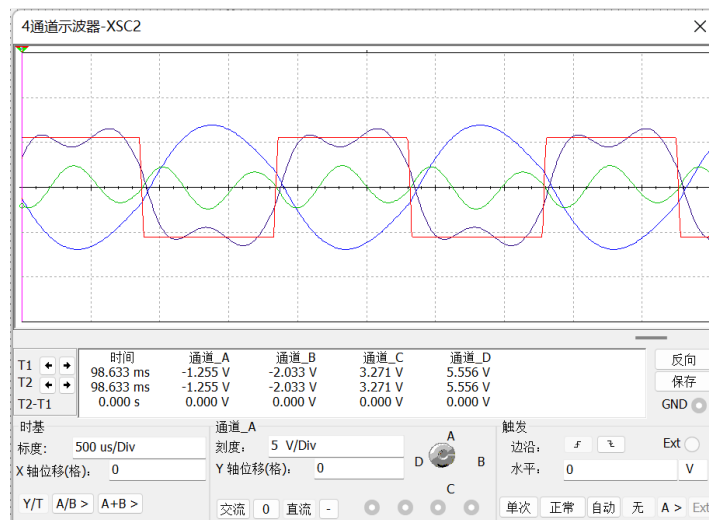 4通道示波器-XSC2
时间 通道_A 通道_B 通道_C 通道_D
T1 98.633 ms -1.255 V -2.033 V 3.271 V 5.556 V
T2 98.633 ms -1.255 V -2.033 V 3.271 V 5.556 V
T2-T1 0.000 s 0.000 V 0.000 V 0.000 V 0.000 V
反向
保存
GND
时基
标度: 500 us/Div
X 轴位移(格): 0
Y/T A/B > A+B >
通道_A
刻度: 5 V/Div
Y 轴位移(格): 0
交流 0 直流 -
A
D B
C
触发
边沿: Ext
水平: 0 V
单次 正常 自动 无 A > Ext